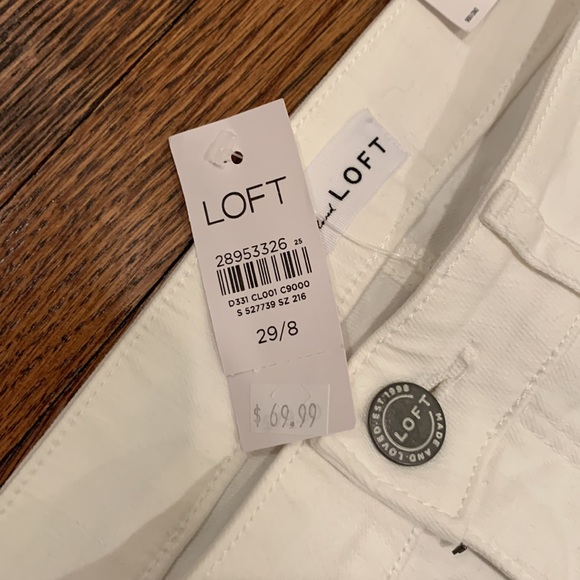 LOFT
28953326 25
D331 CL001 C9000
S 527739 SZ 216
29/8
$ 69.99
loved LOFT
LOFT
EST. 1998
MADE AND LOVED